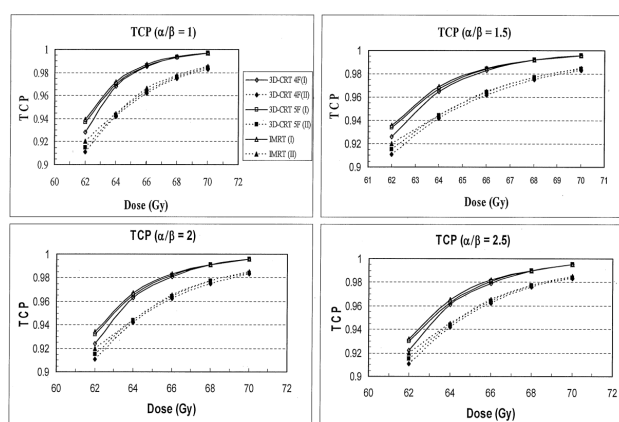 TCP (α/β = 1)
TCP
1
0.98
0.96
0.94
0.92
0.9
60 62 64 66 68 70 72
Dose (Gy)
3D-CRT 4F(I)
3D-CRT 4F(II)
3D-CRT 5F (I)
3D-CRT 5F (II)
IMRT (I)
IMRT (II)
TCP (α/β = 1.5)
TCP
1
0.98
0.96
0.94
0.92
0.9
61 62 63 64 65 66 67 68 69 70 71
Dose (Gy)
TCP (α/β = 2)
TCP
1
0.98
0.96
0.94
0.92
0.9
60 62 64 66 68 70 72
Dose (Gy)
TCP (α/β = 2.5)
TCP
1
0.98
0.96
0.94
0.92
0.9
60 62 64 66 68 70 72
Dose (Gy)